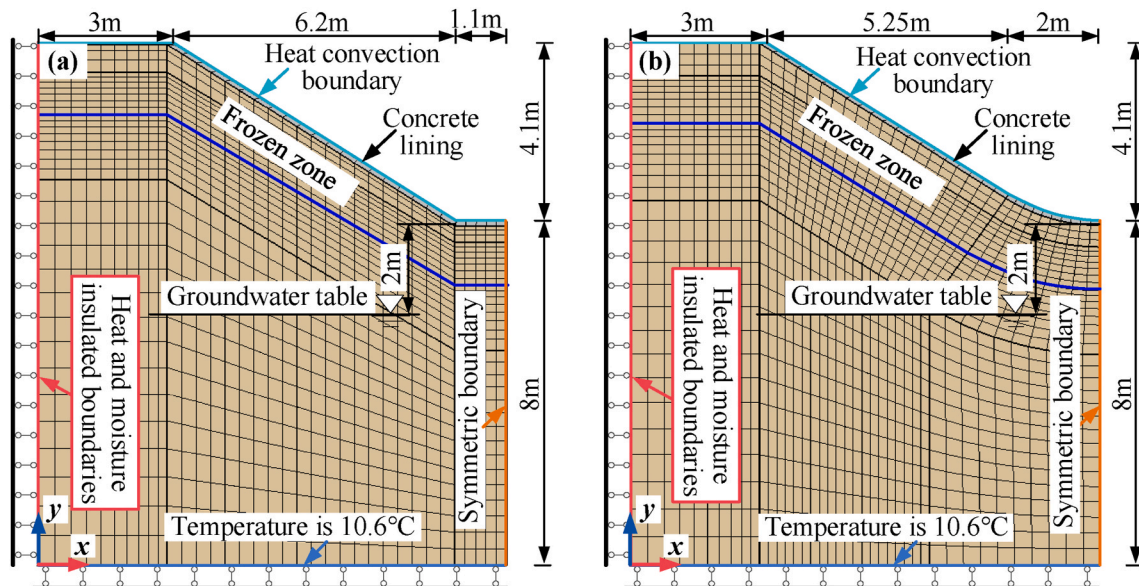 3m
6.2m
1.1m
(a)
Heat convection
boundary
Concrete
lining
Frozen zone
4.1m
2m
Groundwater table
Heat and moisture
insulated boundaries
Symmetric boundary
8m
y
x
Temperature is 10.6°C
3m
5.25m
2m
(b)
Heat convection
boundary
Concrete
lining
Frozen zone
4.1m
2m
Groundwater table
Heat and moisture
insulated boundaries
Symmetric boundary
8m
y
x
Temperature is 10.6°C